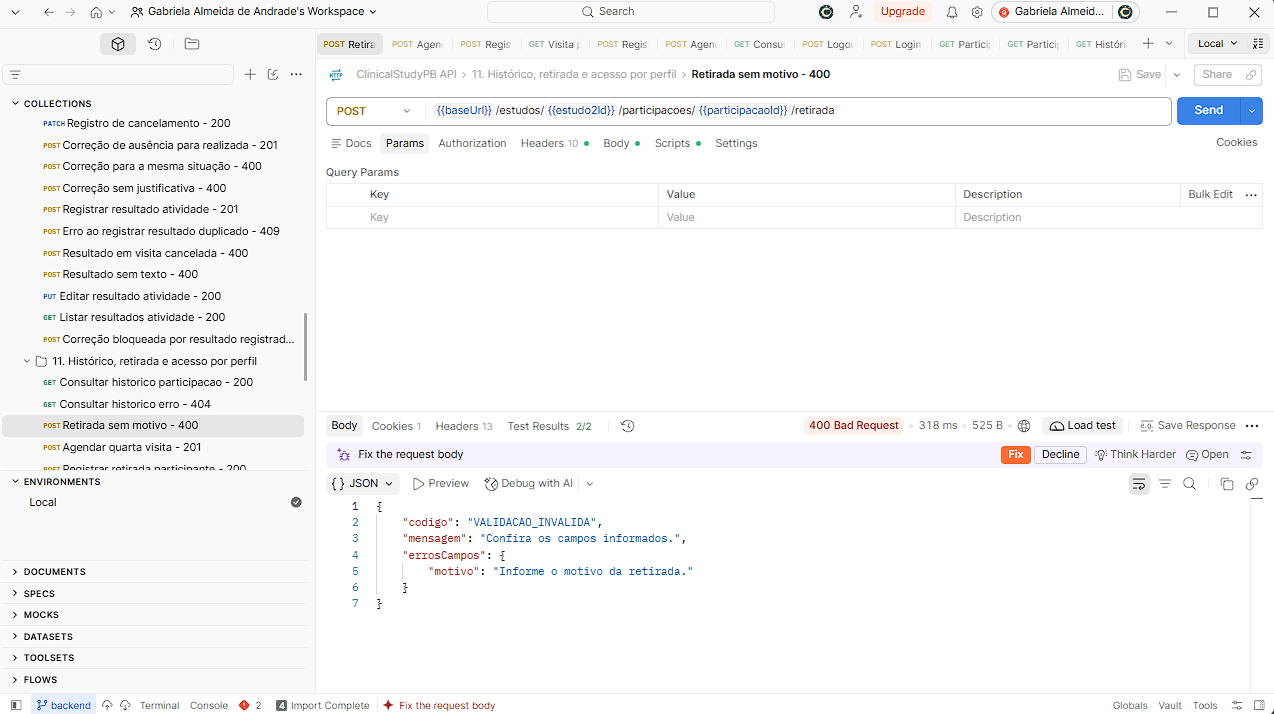 Gabriela Almeida de Andrade's Workspace
Search
Upgrade
Gabriela Almeid...
POST Retira
POST Agen
POST Regis
GET Visita p
POST Regis
POST Agend
GET Consu
POST Logou
POST Login
GET Partici
GET Particip
GET Históri
Local
COLLECTIONS
PATCH Registro de cancelamento - 200
POST Correção de ausência para realizada - 201
POST Correção para a mesma situação - 400
POST Correção sem justificativa - 400
POST Registrar resultado atividade - 201
POST Erro ao registrar resultado duplicado - 409
POST Resultado em visita cancelada - 400
POST Resultado sem texto - 400
PUT Editar resultado atividade - 200
GET Listar resultados atividade - 200
POST Correção bloqueada por resultado registrad...
11. Histórico, retirada e acesso por perfil
GET Consultar historico participacao - 200
GET Consultar historico erro - 404
POST Retirada sem motivo - 400
POST Agendar quarta visita - 201
POST Registrar retirada participante - 200
ENVIRONMENTS
Local
DOCUMENTS
SPECS
MOCKS
DATASETS
TOOLSETS
FLOWS
HTTP ClinicalStudyPB API › 11. Histórico, retirada e acesso por perfil › Retirada sem motivo - 400
Save
Share
POST
{{baseUrl}} /estudos/ {{estudo2Id}} /participacoes/ {{participacaoId}} /retirada
Send
Docs Params Authorization Headers 10 Body Scripts Settings
Cookies
Query Params
Key Value Description Bulk Edit
Key Value Description
Body Cookies 1 Headers 13 Test Results 2/2
400 Bad Request 318 ms 525 B
Load test
e.g. Save Response
Fix the request body
Fix Decline Think Harder Open
{} JSON Preview Debug with AI
1 {
2 "codigo": "VALIDACAO_INVALIDA",
3 "mensagem": "Confira os campos informados.",
4 "errosCampos": {
5 "motivo": "Informe o motivo da retirada."
6 }
7 }
backend Terminal Console 2 4 Import Complete Fix the request body
Globals Vault Tools